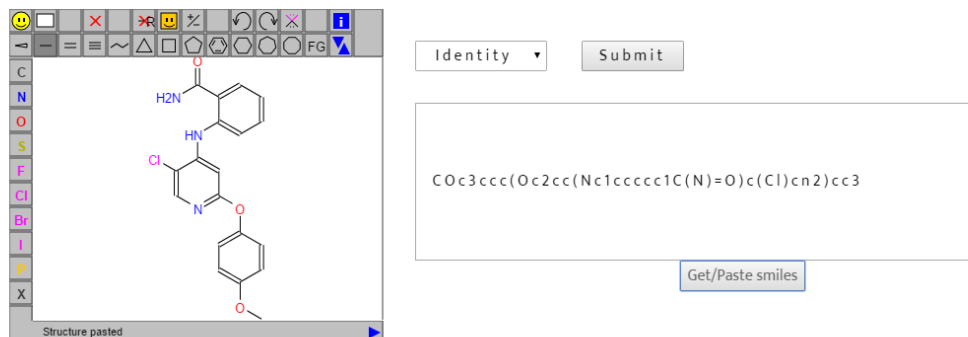 R
+/-
i
FG
C
N
O
S
F
Cl
Br
I
P
X
O
H2N
HN
Cl
N
O
O
Structure pasted
Identity
Submit
COc3ccc(Oc2cc(Nc1ccccc1C(N)=O)c(Cl)cn2)cc3
Get/Paste smiles